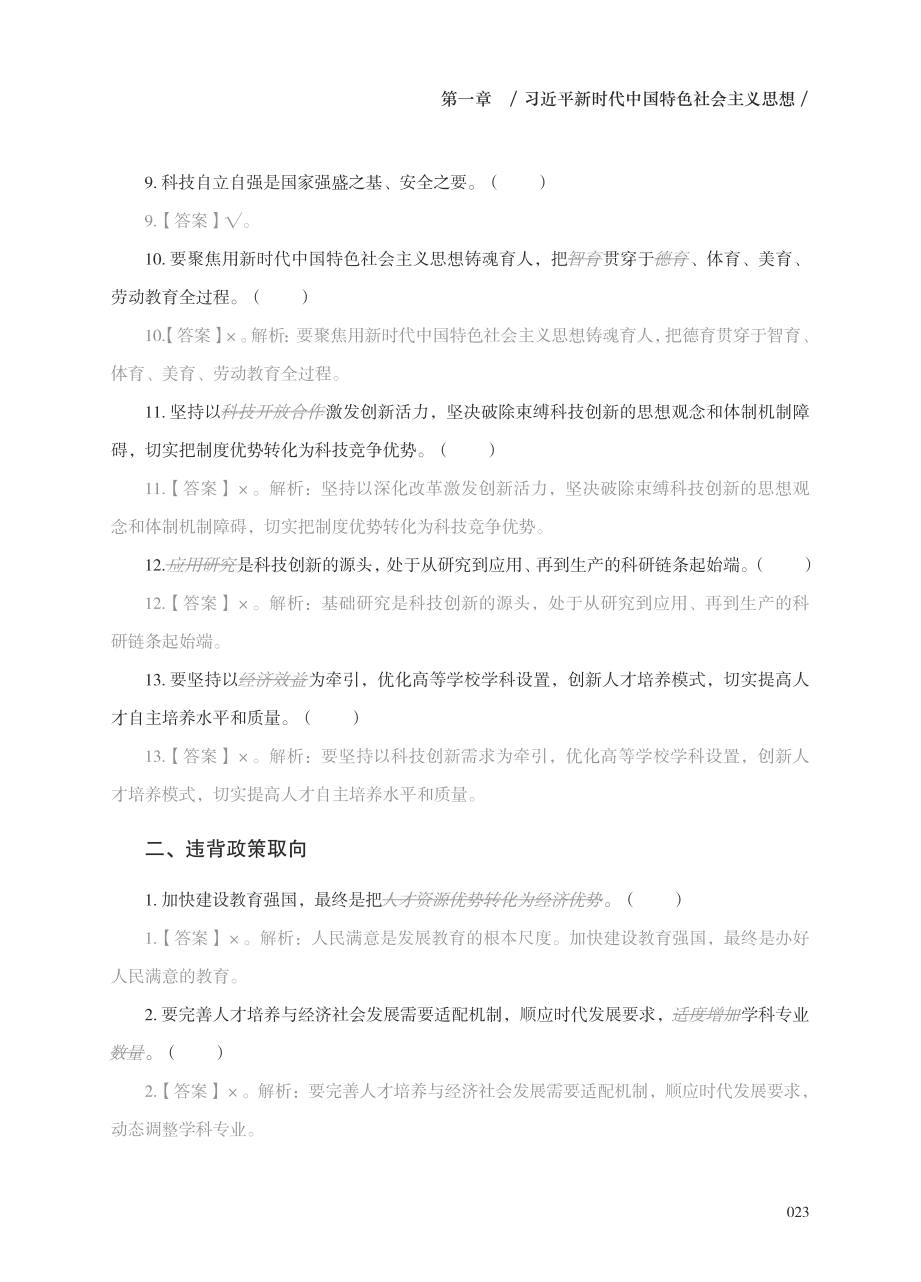 第一章 / 习近平新时代中国特色社会主义思想 /
9. 科技自立自强是国家强盛之基、安全之要。（　　）
9.【答案】√。
10. 要聚焦用新时代中国特色社会主义思想铸魂育人，把智育贯穿于德育、体育、美育、
劳动教育全过程。（　　）
10.【答案】×。解析：要聚焦用新时代中国特色社会主义思想铸魂育人，把德育贯穿于智育、
体育、美育、劳动教育全过程。
11. 坚持以科技开放合作激发创新活力，坚决破除束缚科技创新的思想观念和体制机制障
碍，切实把制度优势转化为科技竞争优势。（　　）
11.【答案】×。解析：坚持以深化改革激发创新活力，坚决破除束缚科技创新的思想观
念和体制机制障碍，切实把制度优势转化为科技竞争优势。
12. 应用研究是科技创新的源头，处于从研究到应用、再到生产的科研链条起始端。（　　）
12.【答案】×。解析：基础研究是科技创新的源头，处于从研究到应用、再到生产的科
研链条起始端。
13. 要坚持以经济效益为牵引，优化高等学校学科设置，创新人才培养模式，切实提高人
才自主培养水平和质量。（　　）
13.【答案】×。解析：要坚持以科技创新需求为牵引，优化高等学校学科设置，创新人
才培养模式，切实提高人才自主培养水平和质量。
二、违背政策取向
1. 加快建设教育强国，最终是把人才资源优势转化为经济优势。（　　）
1.【答案】×。解析：人民满意是发展教育的根本尺度。加快建设教育强国，最终是办好
人民满意的教育。
2. 要完善人才培养与经济社会发展需要适配机制，顺应时代发展要求，适度增加学科专业
数量。（　　）
2.【答案】×。解析：要完善人才培养与经济社会发展需要适配机制，顺应时代发展要求，
动态调整学科专业。
023